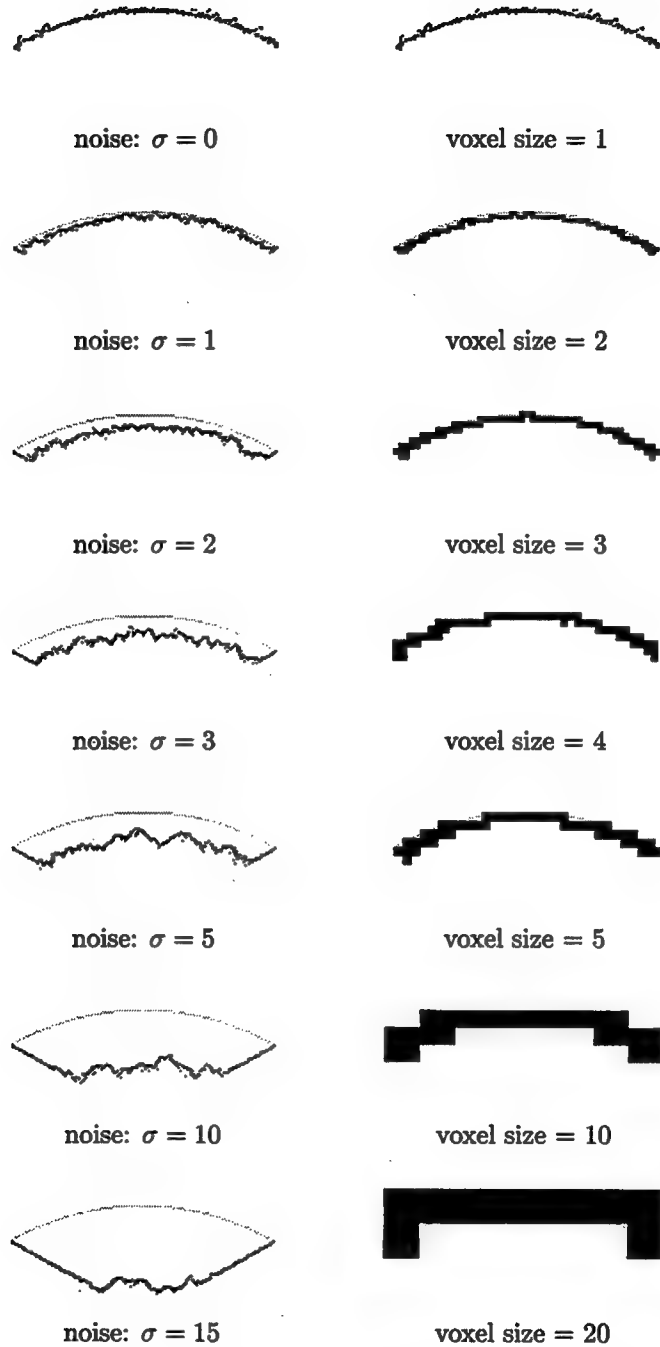 noise: σ = 0 voxel size = 1
noise: σ = 1 voxel size = 2
noise: σ = 2 voxel size = 3
noise: σ = 3 voxel size = 4
noise: σ = 5 voxel size = 5
noise: σ = 10 voxel size = 10
noise: σ = 15 voxel size = 20